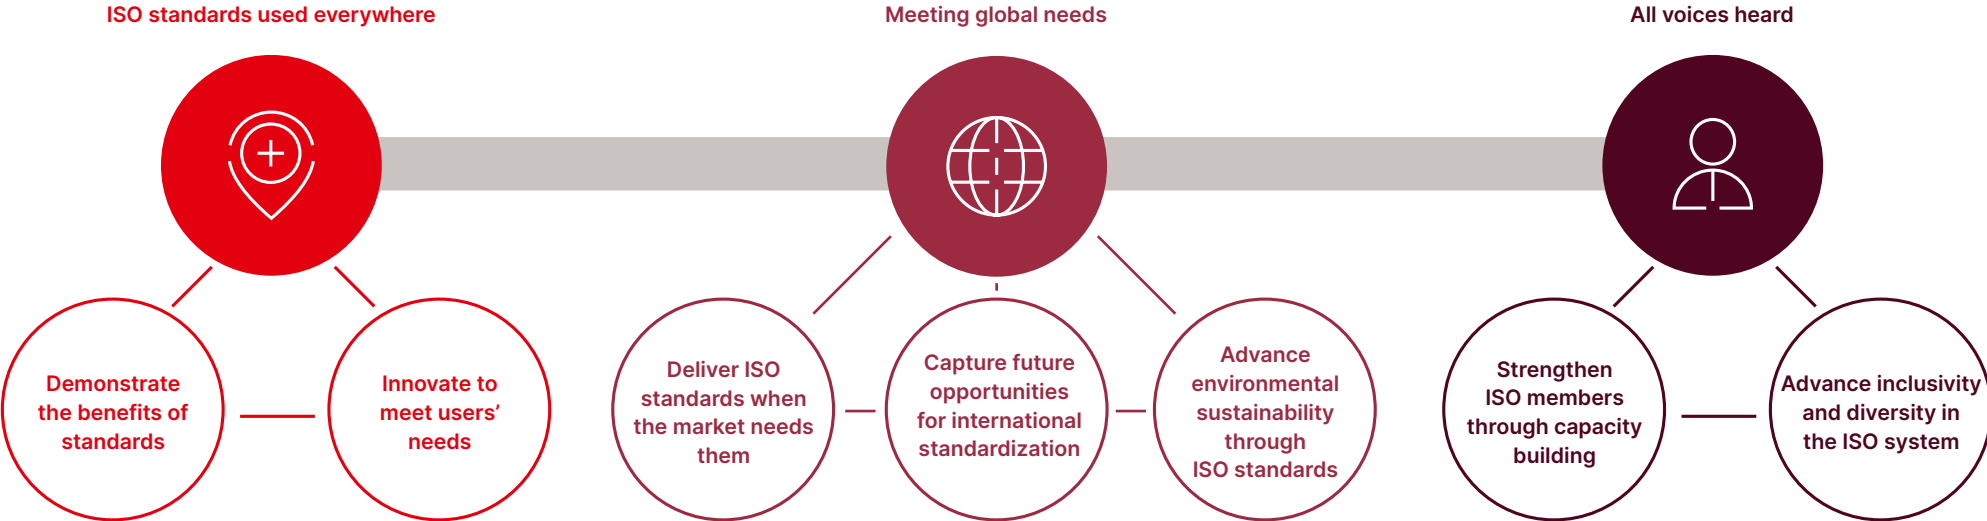 ISO standards used everywhere
Meeting global needs
All voices heard
Demonstrate
the benefits of
standards
Innovate to
meet users’
needs
Deliver ISO
standards when
the market needs
them
Capture future
opportunities
for international
standardization
Advance
environmental
sustainability
through
ISO standards
Strengthen
ISO members
through capacity
building
Advance inclusivity
and diversity in
the ISO system